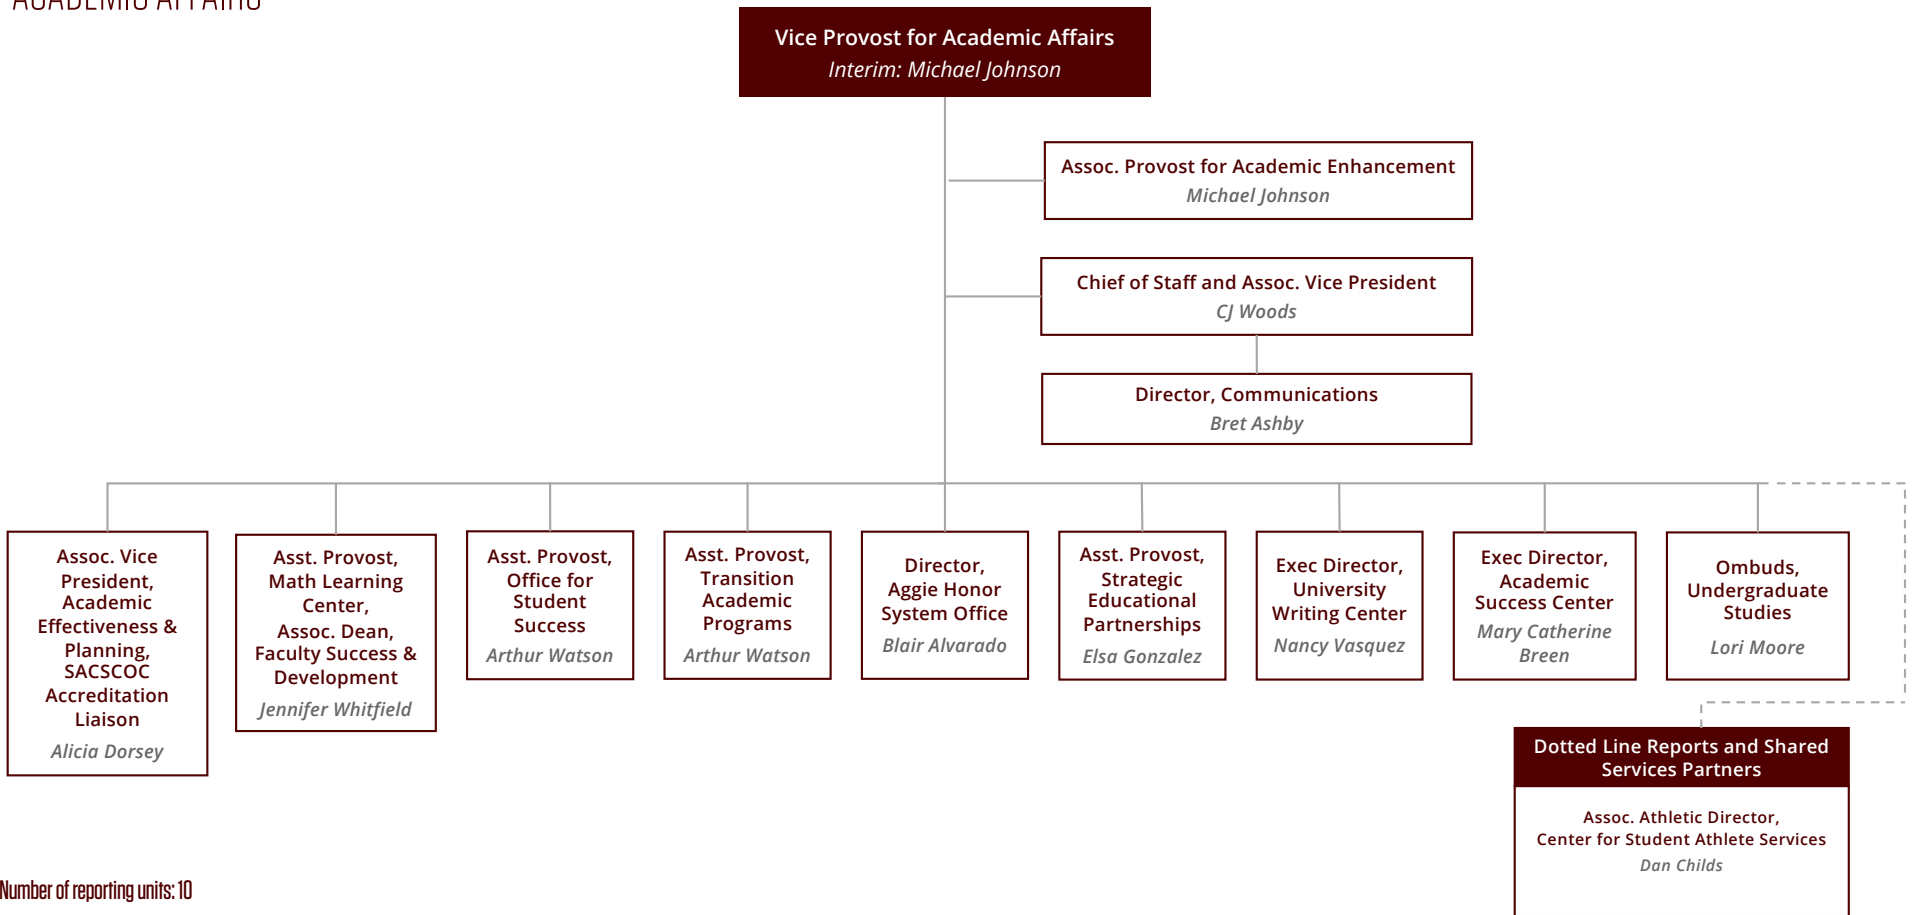 ACADEMIC AFFAIRS
Vice Provost for Academic Affairs
Interim: Michael Johnson
Assoc. Provost for Academic Enhancement
Michael Johnson
Chief of Staff and Assoc. Vice President
CJ Woods
Director, Communications
Bret Ashby
Assoc. Vice
President,
Academic
Effectiveness &
Planning,
SACSCOC
Accreditation
Liaison
Alicia Dorsey
Asst. Provost,
Math Learning
Center,
Assoc. Dean,
Faculty Success &
Development
Jennifer Whitfield
Asst. Provost,
Office for
Student
Success
Arthur Watson
Asst. Provost,
Transition
Academic
Programs
Arthur Watson
Director,
Aggie Honor
System Office
Blair Alvarado
Asst. Provost,
Strategic
Educational
Partnerships
Elsa Gonzalez
Exec Director,
University
Writing Center
Nancy Vasquez
Exec Director,
Academic
Success Center
Mary Catherine
Breen
Ombuds,
Undergraduate
Studies
Lori Moore
Dotted Line Reports and Shared
Services Partners
Assoc. Athletic Director,
Center for Student Athlete Services
Dan Childs
Number of reporting units: 10